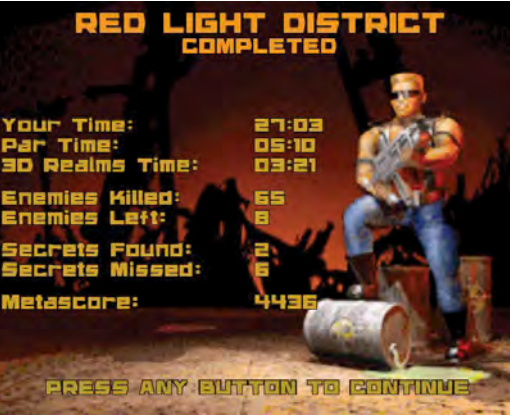 RED LIGHT DISTRICT
COMPLETED
Your Time: 27:03
Par Time: 05:10
3D Realms Time: 03:21
Enemies Killed: 65
Enemies Left: 8
Secrets Found: 2
Secrets Missed: 6
Metascore: 4436
PRESS ANY BUTTON TO CONTINUE